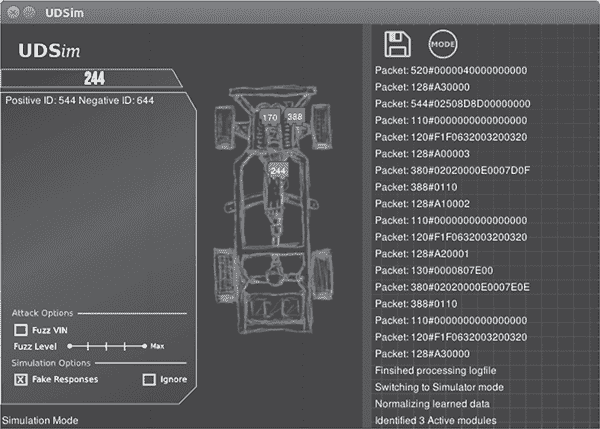 UDSim
UDSim
244
Positive ID: 544 Negative ID: 644
Attack Options
Fuzz VIN
Fuzz Level
Max
Simulation Options
Fake Responses
Ignore
Simulation Mode
170
388
244
MODE
Packet: 520#0000040000000000
Packet: 128#A30000
Packet: 544#02508D8D00000000
Packet: 110#0000000000000000
Packet: 120#F1F0632003200320
Packet: 128#A00003
Packet: 380#02020000E0007D0F
Packet: 388#0110
Packet: 128#A10002
Packet: 110#0000000000000000
Packet: 120#F1F0632003200320
Packet: 128#A20001
Packet: 130#0000807E00
Packet: 380#02020000E0007E0E
Packet: 388#0110
Packet: 110#0000000000000000
Packet: 120#F1F0632003200320
Packet: 128#A30000
Finsihed processing logfile
Switching to Simulator mode
Normalizing learned data
Identified 3 Active modules